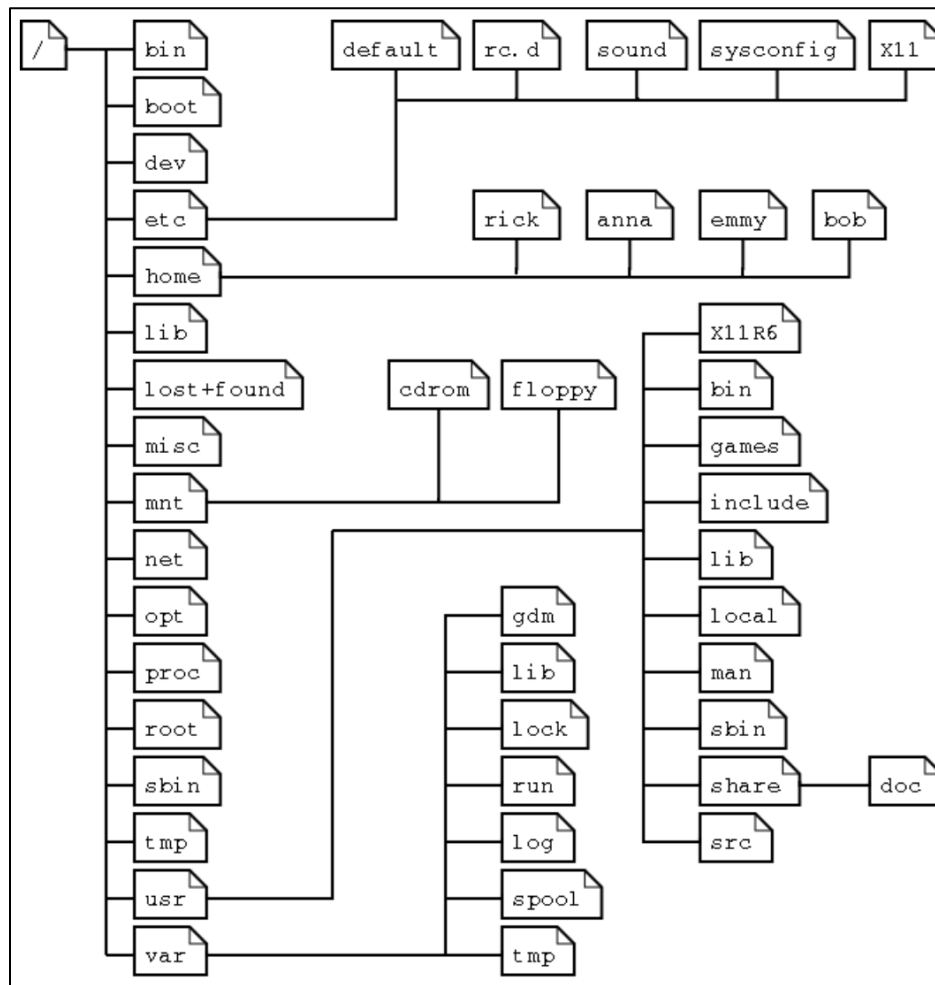 / bin default rc.d sound sysconfig X11
boot
dev
etc rick anna emmy bob
home
lib X11R6
lost+found cdrom floppy bin
misc games
mnt include
net lib
opt gdm local
proc lib man
root lock sbin
sbin run share doc
tmp log src
usr spool
var tmp